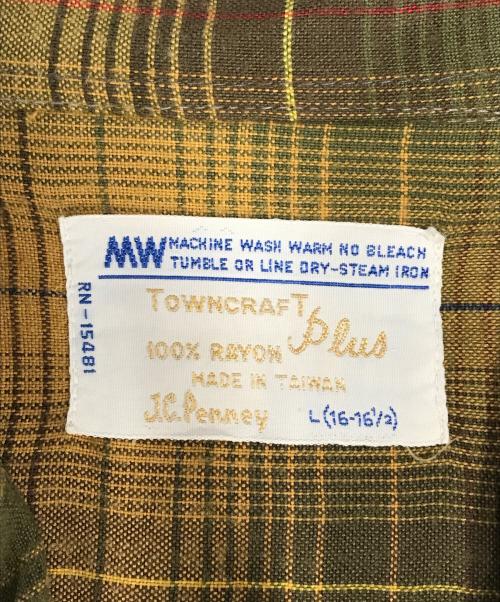 MW MACHINE WASH WARM NO BLEACH
TUMBLE OR LINE DRY-STEAM IRON
RN-15481
TOWNCRAFT Plus
100% RAYON
MADE IN TAIWAN
J.C. Penney L (16-16½)